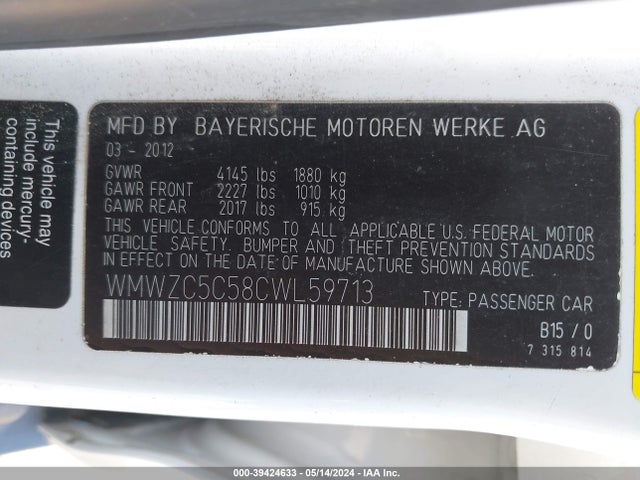 This vehicle may
include mercury-
containing devices
MFD BY BAYERISCHE MOTOREN WERKE AG
03 - 2012
GVWR 4145 lbs 1880 kg
GAWR FRONT 2227 lbs 1010 kg
GAWR REAR 2017 lbs 915 kg
THIS VEHICLE CONFORMS TO ALL APPLICABLE U.S. FEDERAL MOTOR
VEHICLE SAFETY, BUMPER AND THEFT PREVENTION STANDARDS
IN EFFECT ON THE DATE OF MANUFACTURE SHOWN ABOVE.
WMWZC5C58CWL59713
TYPE: PASSENGER CAR
B15 / 0
7 315 814
000-39424633 - 05/14/2024 - IAA Inc.